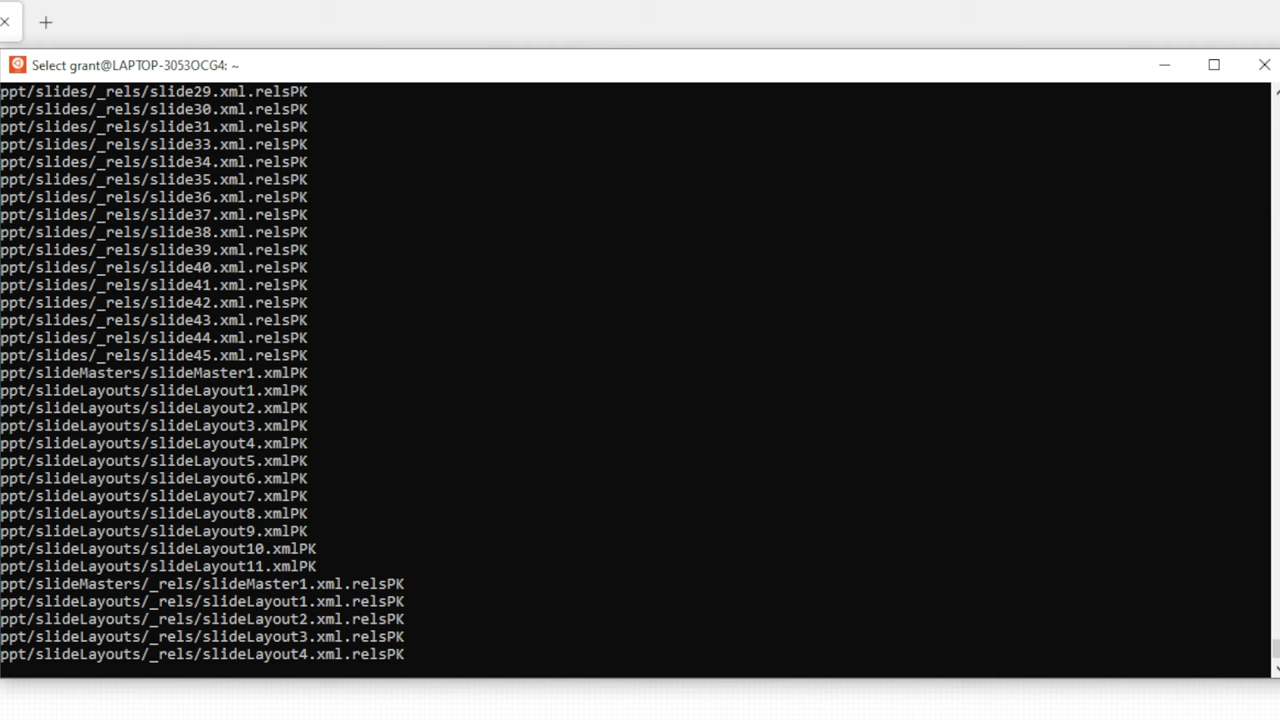 Select grant@LAPTOP-3053OCG4: ~
ppt/slides/_rels/slide29.xml.relsPK
ppt/slides/_rels/slide30.xml.relsPK
ppt/slides/_rels/slide31.xml.relsPK
ppt/slides/_rels/slide33.xml.relsPK
ppt/slides/_rels/slide34.xml.relsPK
ppt/slides/_rels/slide35.xml.relsPK
ppt/slides/_rels/slide36.xml.relsPK
ppt/slides/_rels/slide37.xml.relsPK
ppt/slides/_rels/slide38.xml.relsPK
ppt/slides/_rels/slide39.xml.relsPK
ppt/slides/_rels/slide40.xml.relsPK
ppt/slides/_rels/slide41.xml.relsPK
ppt/slides/_rels/slide42.xml.relsPK
ppt/slides/_rels/slide43.xml.relsPK
ppt/slides/_rels/slide44.xml.relsPK
ppt/slides/_rels/slide45.xml.relsPK
ppt/slideMasters/slideMaster1.xmlPK
ppt/slideLayouts/slideLayout1.xmlPK
ppt/slideLayouts/slideLayout2.xmlPK
ppt/slideLayouts/slideLayout3.xmlPK
ppt/slideLayouts/slideLayout4.xmlPK
ppt/slideLayouts/slideLayout5.xmlPK
ppt/slideLayouts/slideLayout6.xmlPK
ppt/slideLayouts/slideLayout7.xmlPK
ppt/slideLayouts/slideLayout8.xmlPK
ppt/slideLayouts/slideLayout9.xmlPK
ppt/slideLayouts/slideLayout10.xmlPK
ppt/slideLayouts/slideLayout11.xmlPK
ppt/slideMasters/_rels/slideMaster1.xml.relsPK
ppt/slideLayouts/_rels/slideLayout1.xml.relsPK
ppt/slideLayouts/_rels/slideLayout2.xml.relsPK
ppt/slideLayouts/_rels/slideLayout3.xml.relsPK
ppt/slideLayouts/_rels/slideLayout4.xml.relsPK